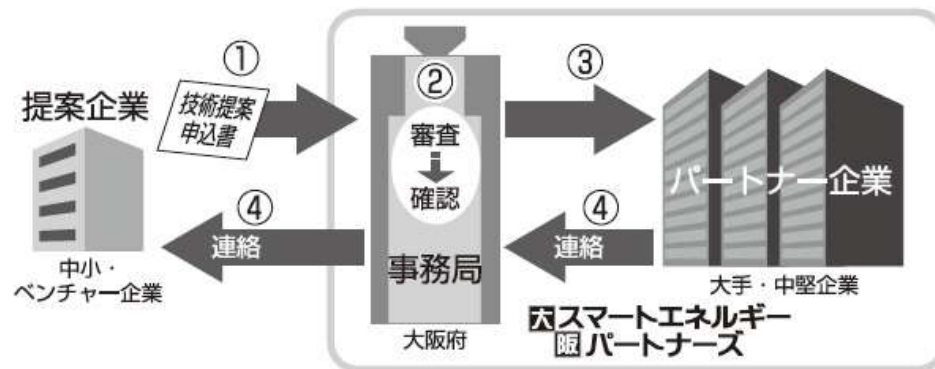 ①
技術提案
申込書
提案企業
中小・
ベンチャー企業
②
審査
確認
事務局
大阪府
③
パートナー企業
大手・中堅企業
④
連絡
④
連絡
大スマートエネルギー
阪パートナーズ